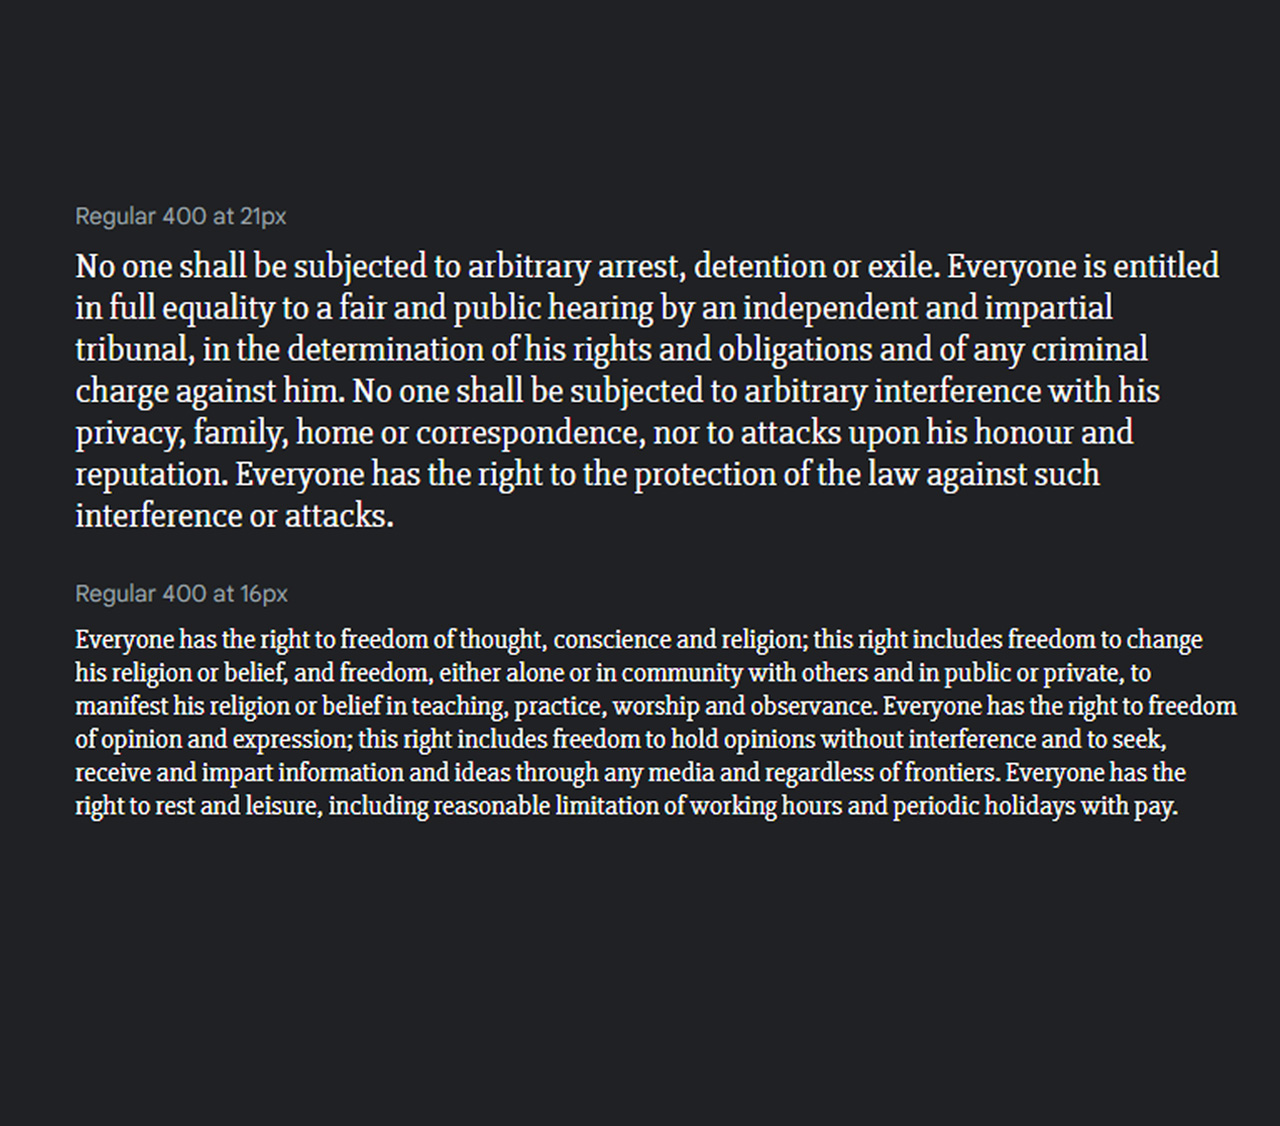 Regular 400 at 21px
No one shall be subjected to arbitrary arrest, detention or exile. Everyone is entitled
in full equality to a fair and public hearing by an independent and impartial
tribunal, in the determination of his rights and obligations and of any criminal
charge against him. No one shall be subjected to arbitrary interference with his
privacy, family, home or correspondence, nor to attacks upon his honour and
reputation. Everyone has the right to the protection of the law against such
interference or attacks.
Regular 400 at 16px
Everyone has the right to freedom of thought, conscience and religion; this right includes freedom to change
his religion or belief, and freedom, either alone or in community with others and in public or private, to
manifest his religion or belief in teaching, practice, worship and observance. Everyone has the right to freedom
of opinion and expression; this right includes freedom to hold opinions without interference and to seek,
receive and impart information and ideas through any media and regardless of frontiers. Everyone has the
right to rest and leisure, including reasonable limitation of working hours and periodic holidays with pay.